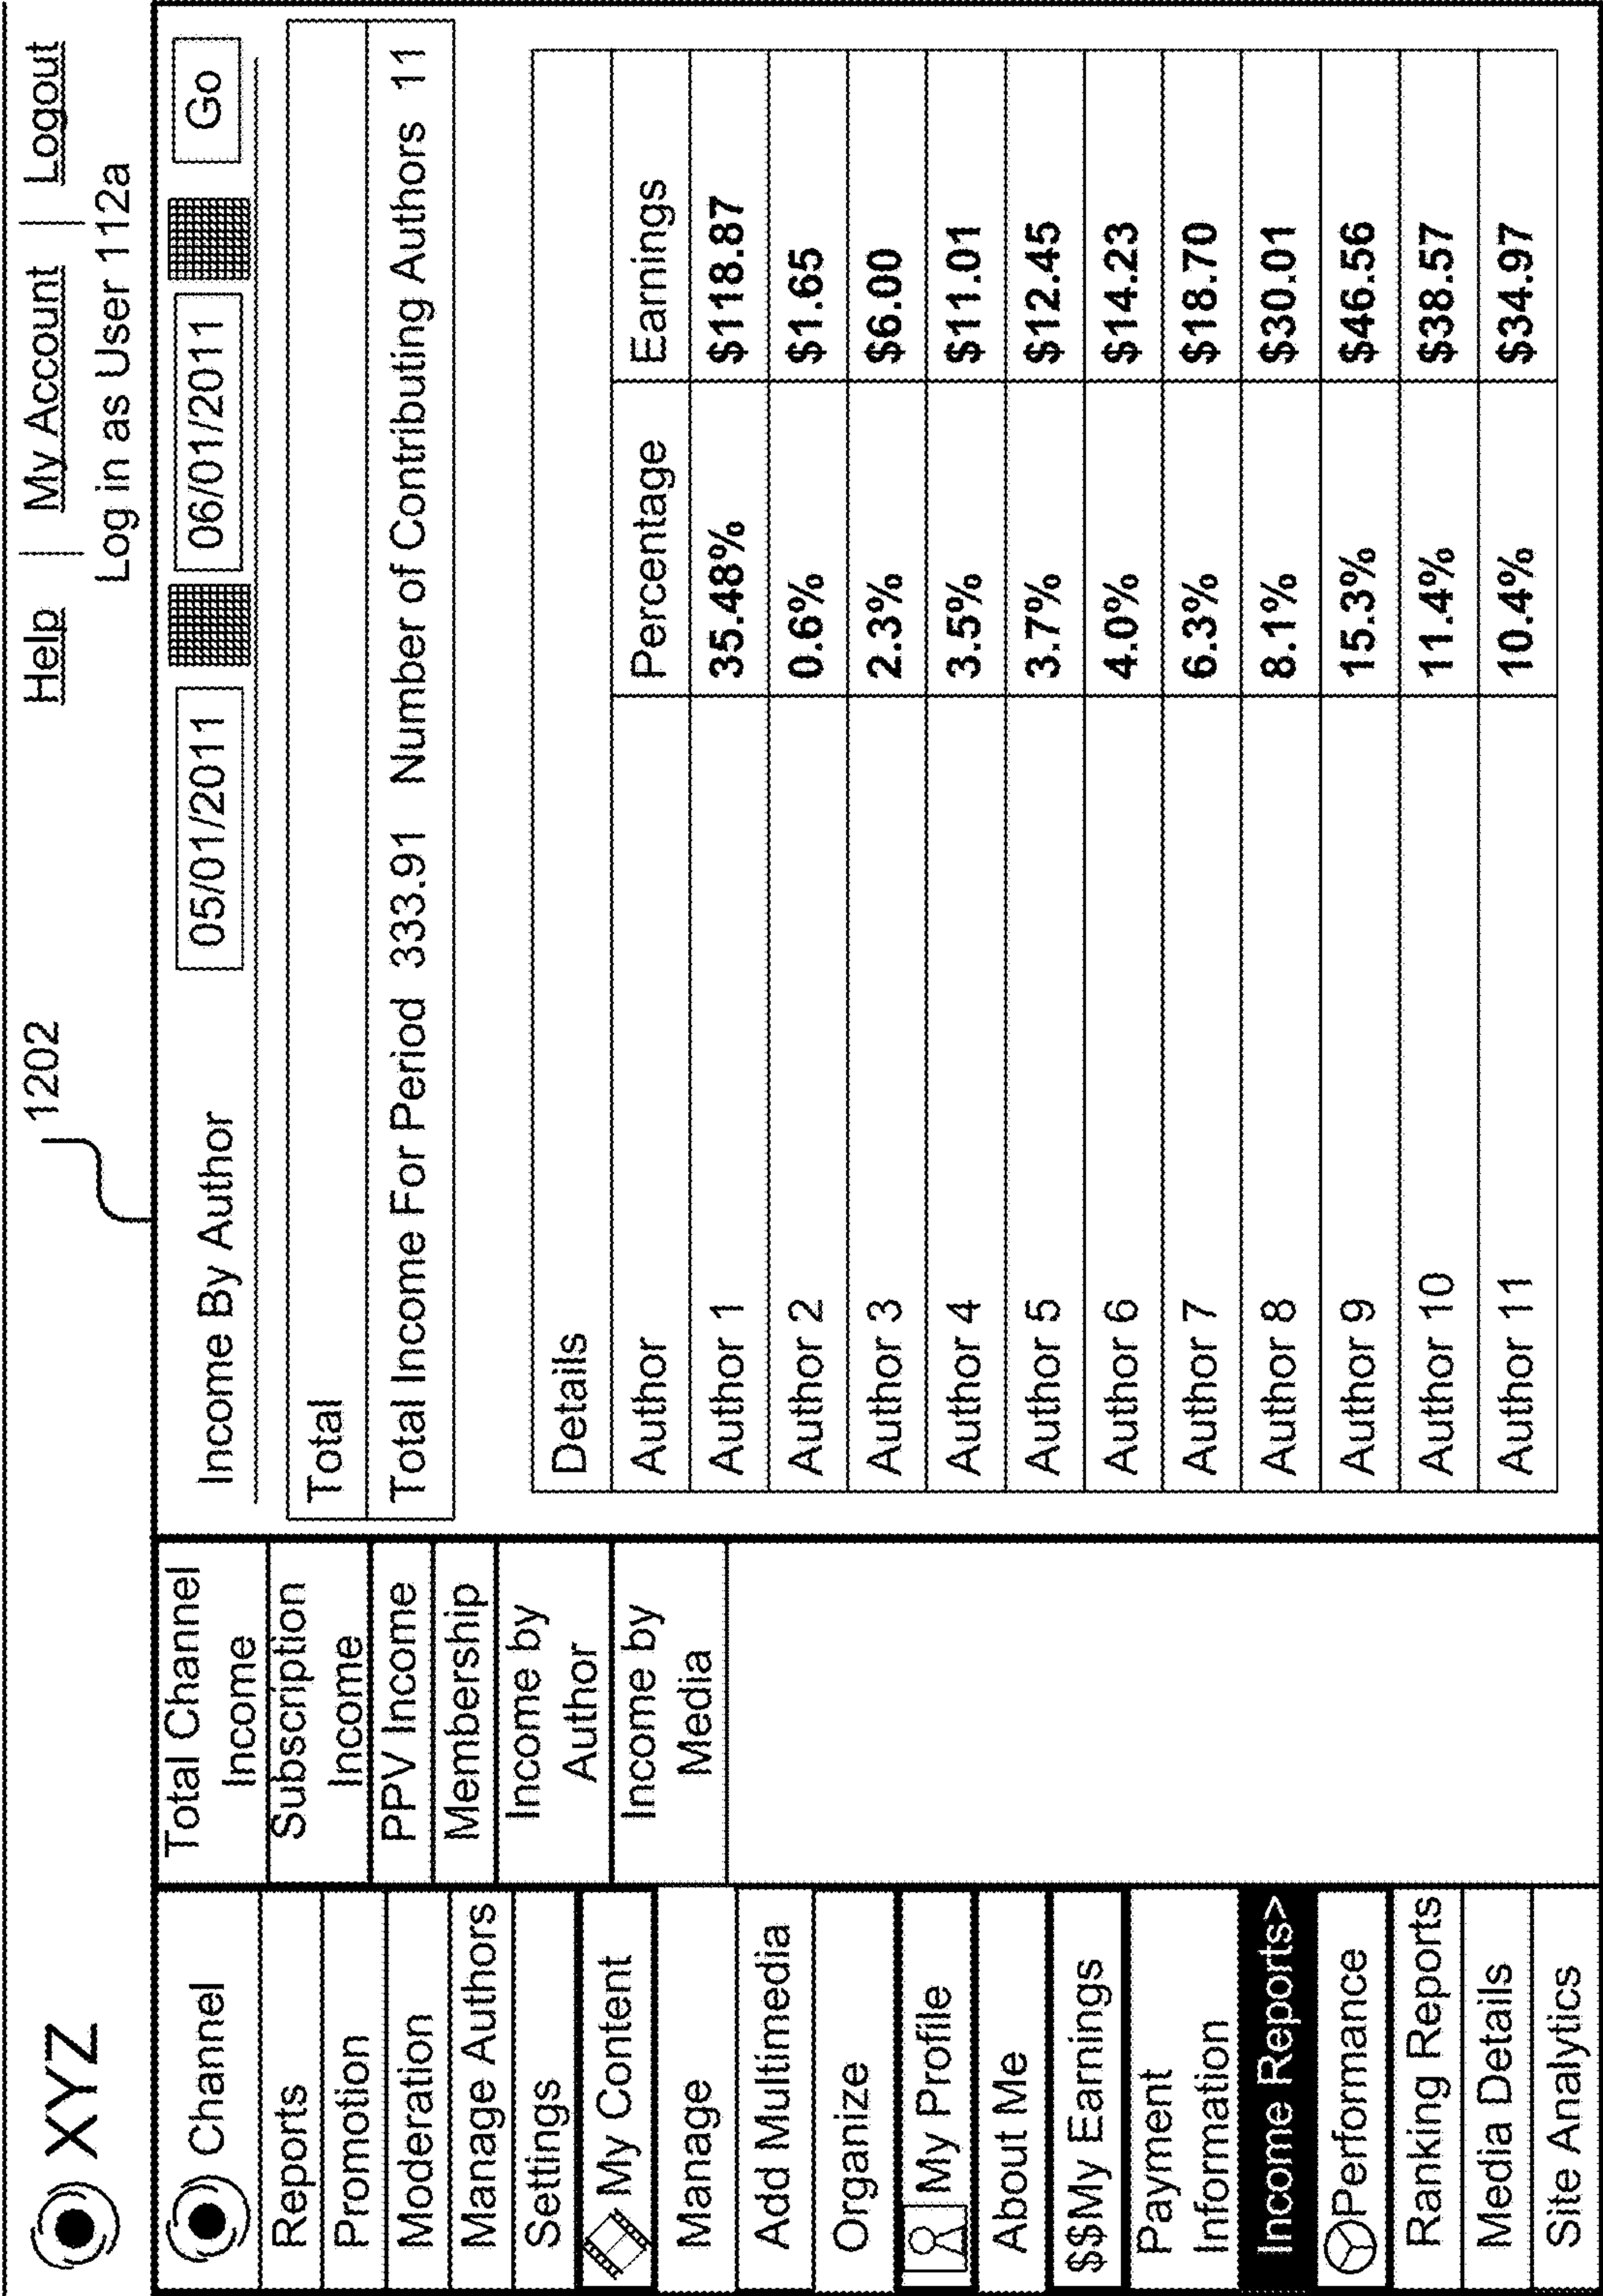 XYZ
1202
Help | My Account | Logout
Log in as User 112a
Channel
Reports
Promotion
Moderation
Manage Authors
Settings
My Content
Manage
Add Multimedia
Organize
My Profile
About Me
$$My Earnings
Payment
Information
Income Reports>
Performance
Ranking Reports
Media Details
Site Analytics
Total Channel
Income
Subscription
Income
PPV Income
Membership
Income by
Author
Income by
Media
Income By Author 05/01/2011 06/01/2011 Go
Total
Total Income For Period 333.91 Number of Contributing Authors 11
Details
Author Percentage Earnings
Author 1 35.48% $118.87
Author 2 0.6% $1.65
Author 3 2.3% $6.00
Author 4 3.5% $11.01
Author 5 3.7% $12.45
Author 6 4.0% $14.23
Author 7 6.3% $18.70
Author 8 8.1% $30.01
Author 9 15.3% $46.56
Author 10 11.4% $38.57
Author 11 10.4% $34.97